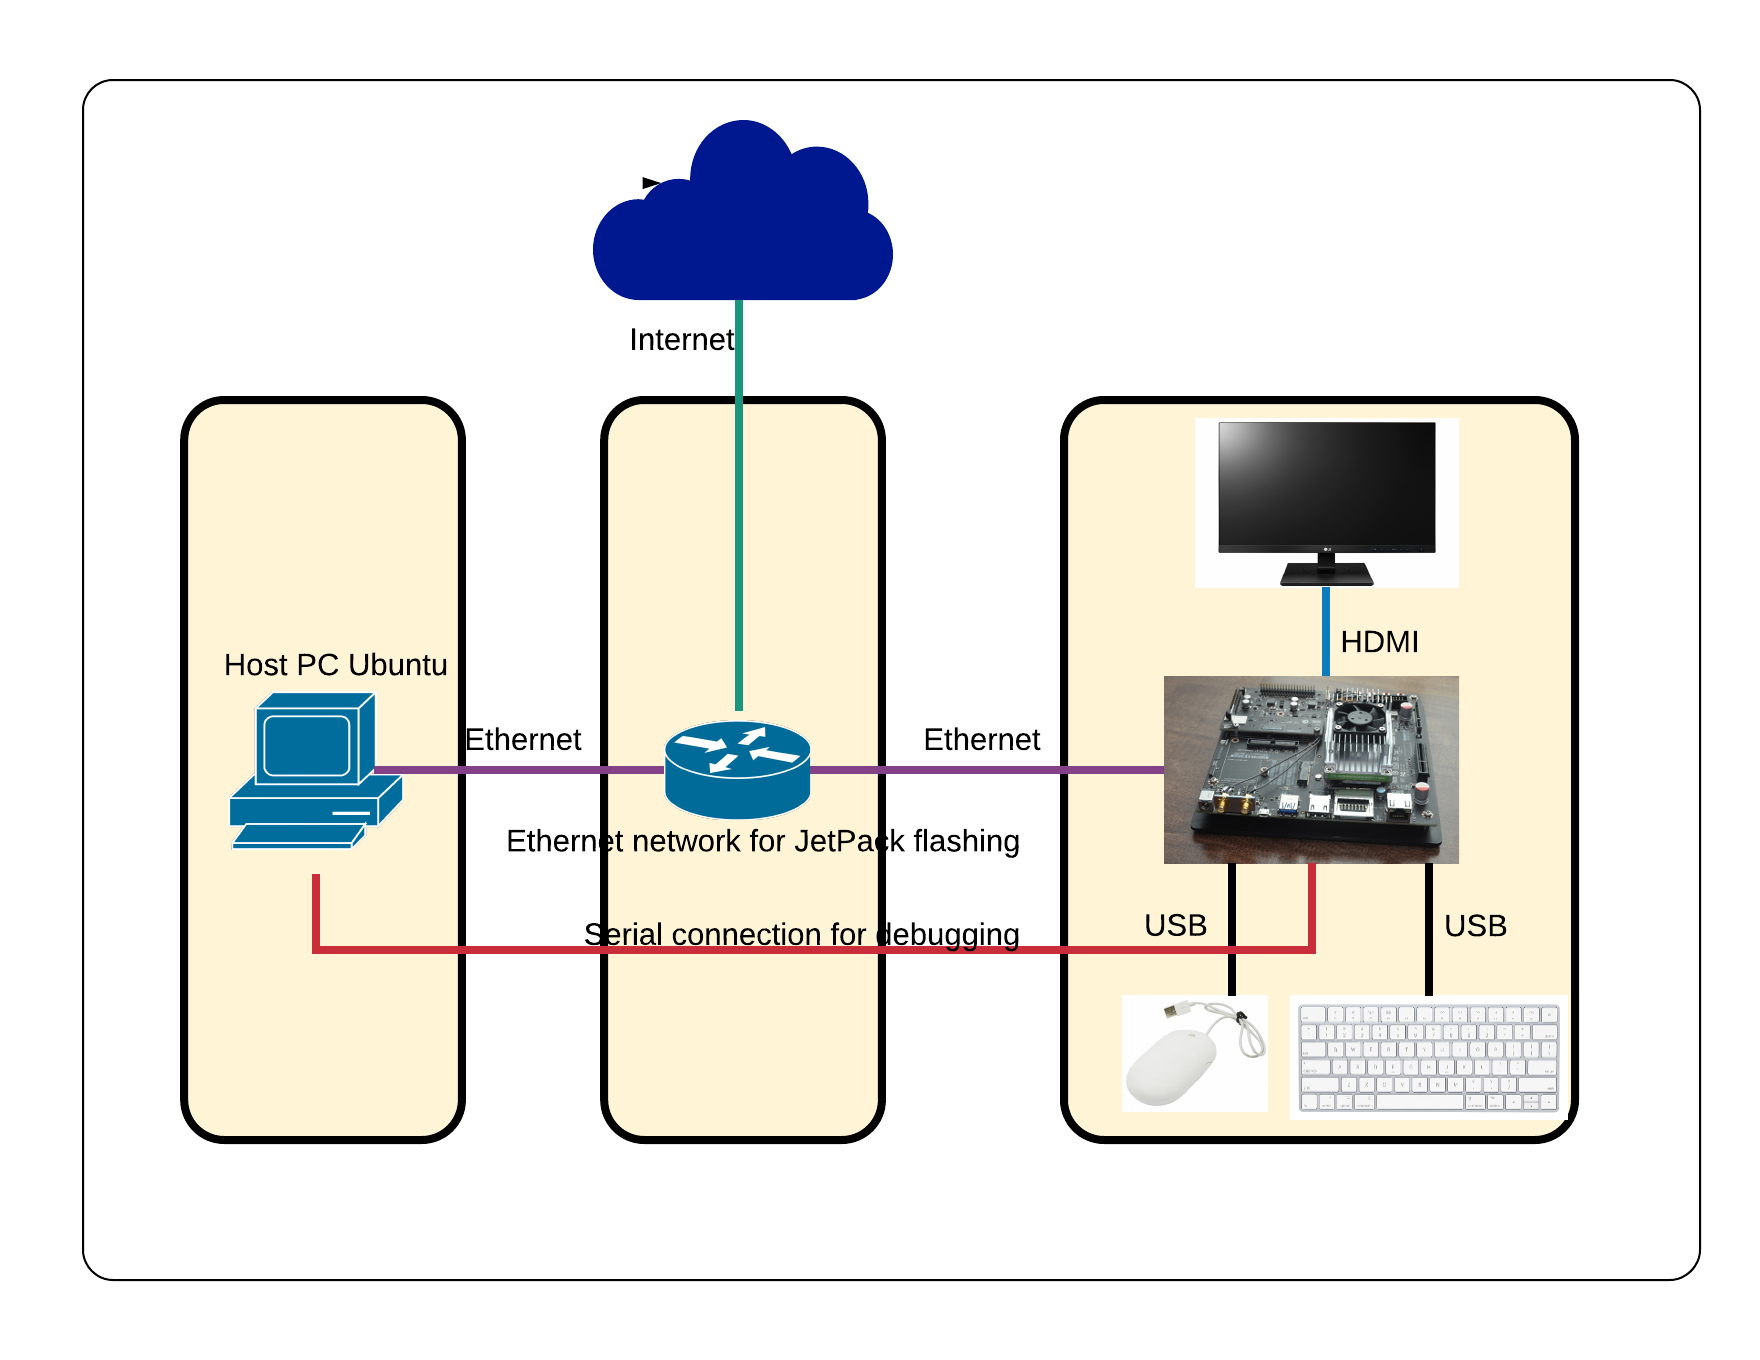 Internet
HDMI
Host PC Ubuntu
Ethernet
Ethernet
Ethernet network for JetPack flashing
Serial connection for debugging
USB
USB